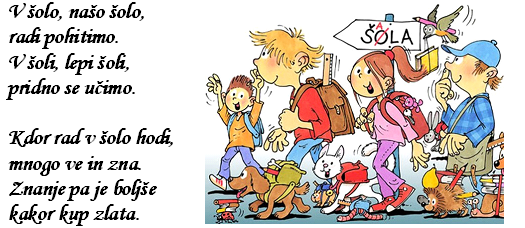 V šolo, našo šolo,
radi pohitimo.
V šoli, lepi šoli,
pridno se učimo.
Kdor rad v šolo hodi,
mnogo ve in zna.
Znanje pa je boljše
kakor kup zlata.
ŠOLA
A